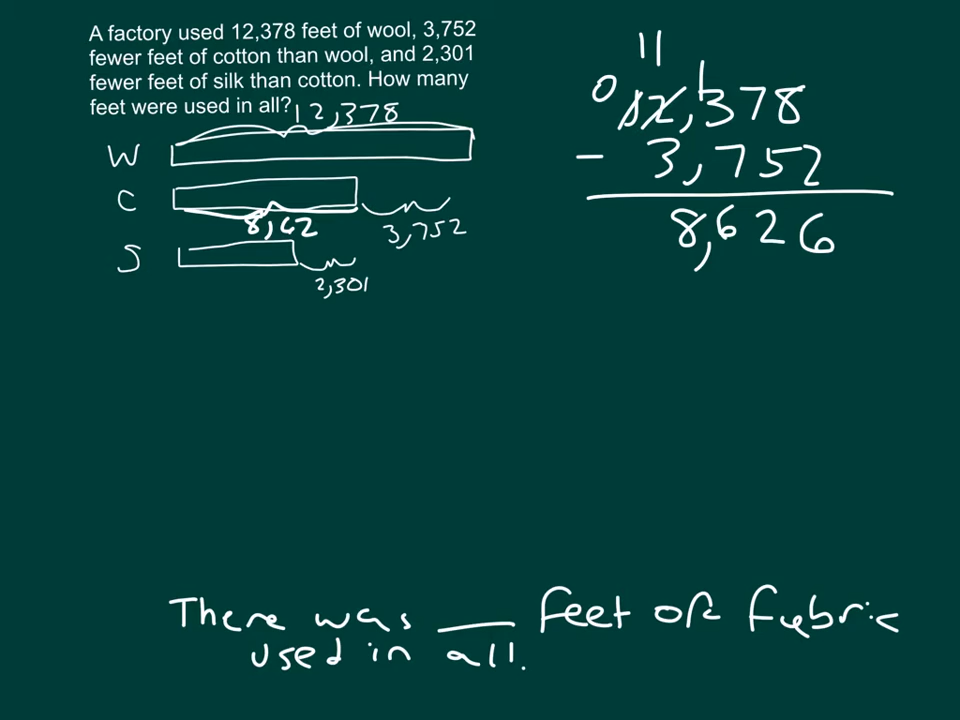 A factory used 12,378 feet of wool, 3,752
fewer feet of cotton than wool, and 2,301
fewer feet of silk than cotton. How many
feet were used in all?
12,378
W
C
8,62
3,752
S
2,301
11
0 1
12,378
- 3,752
8,626
There was ___ feet of fabric
used in all.